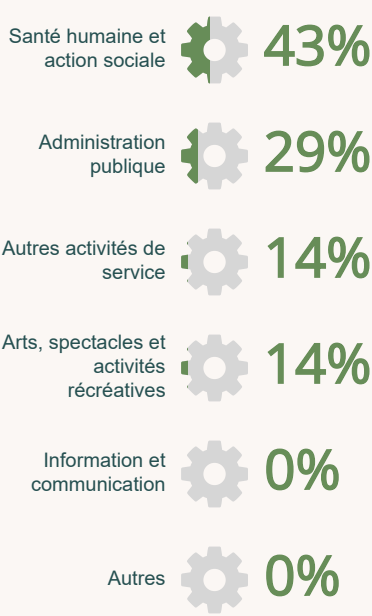 Santé humaine et
action sociale
43%
Administration
publique
29%
Autres activités de
service
14%
Arts, spectacles et
activités
récréatives
14%
Information et
communication
0%
Autres
0%